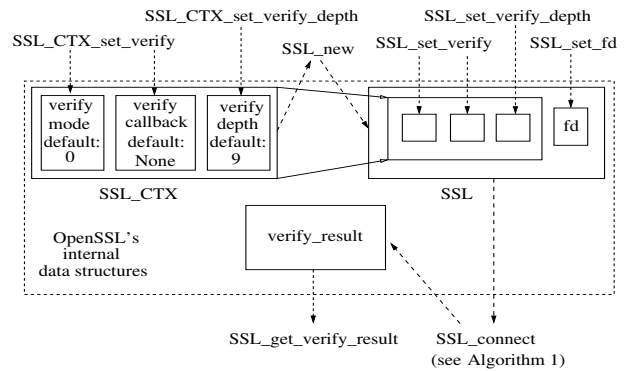 SSL_CTX_set_verify_depth
SSL_set_verify_depth
SSL_CTX_set_verify
SSL_new
SSL_set_verify
SSL_set_fd
verify
mode
default:
0
verify
callback
default:
None
verify
depth
default:
9
fd
SSL_CTX
SSL
OpenSSL's
internal
data structures
verify_result
SSL_get_verify_result
SSL_connect
(see Algorithm 1)